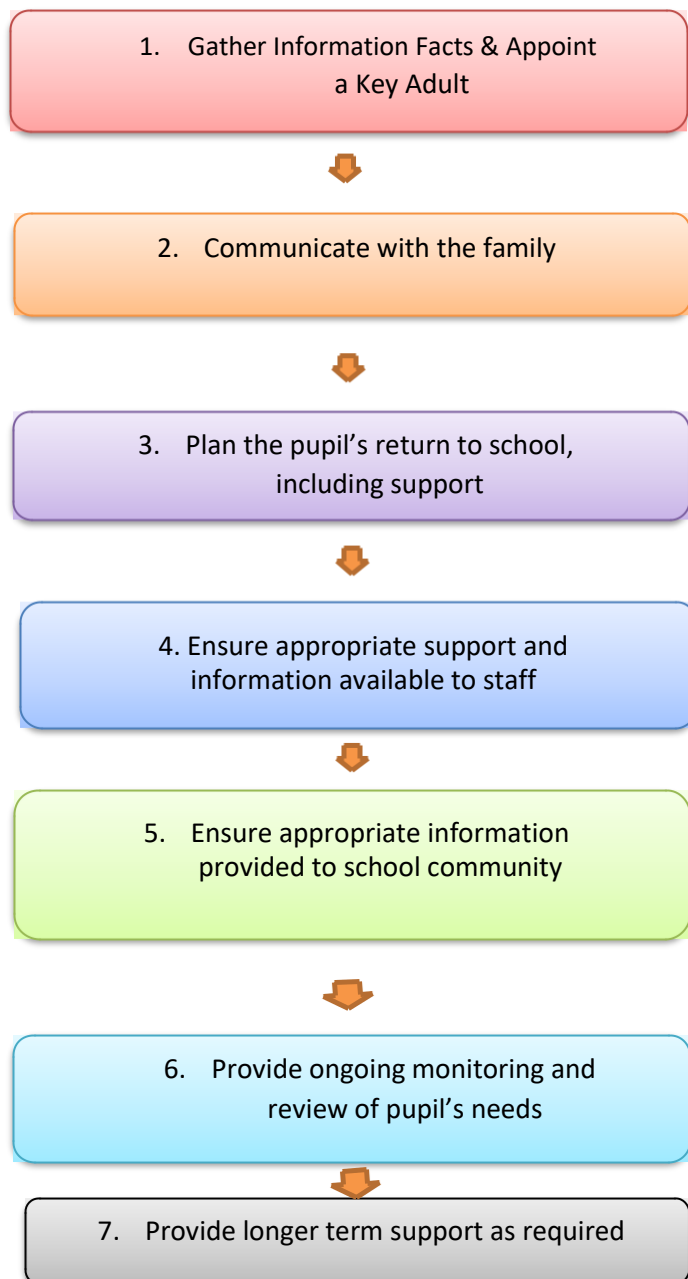 1. Gather Information Facts & Appoint
a Key Adult
2. Communicate with the family
3. Plan the pupil’s return to school,
including support
4. Ensure appropriate support and
information available to staff
5. Ensure appropriate information
provided to school community
6. Provide ongoing monitoring and
review of pupil’s needs
7. Provide longer term support as required